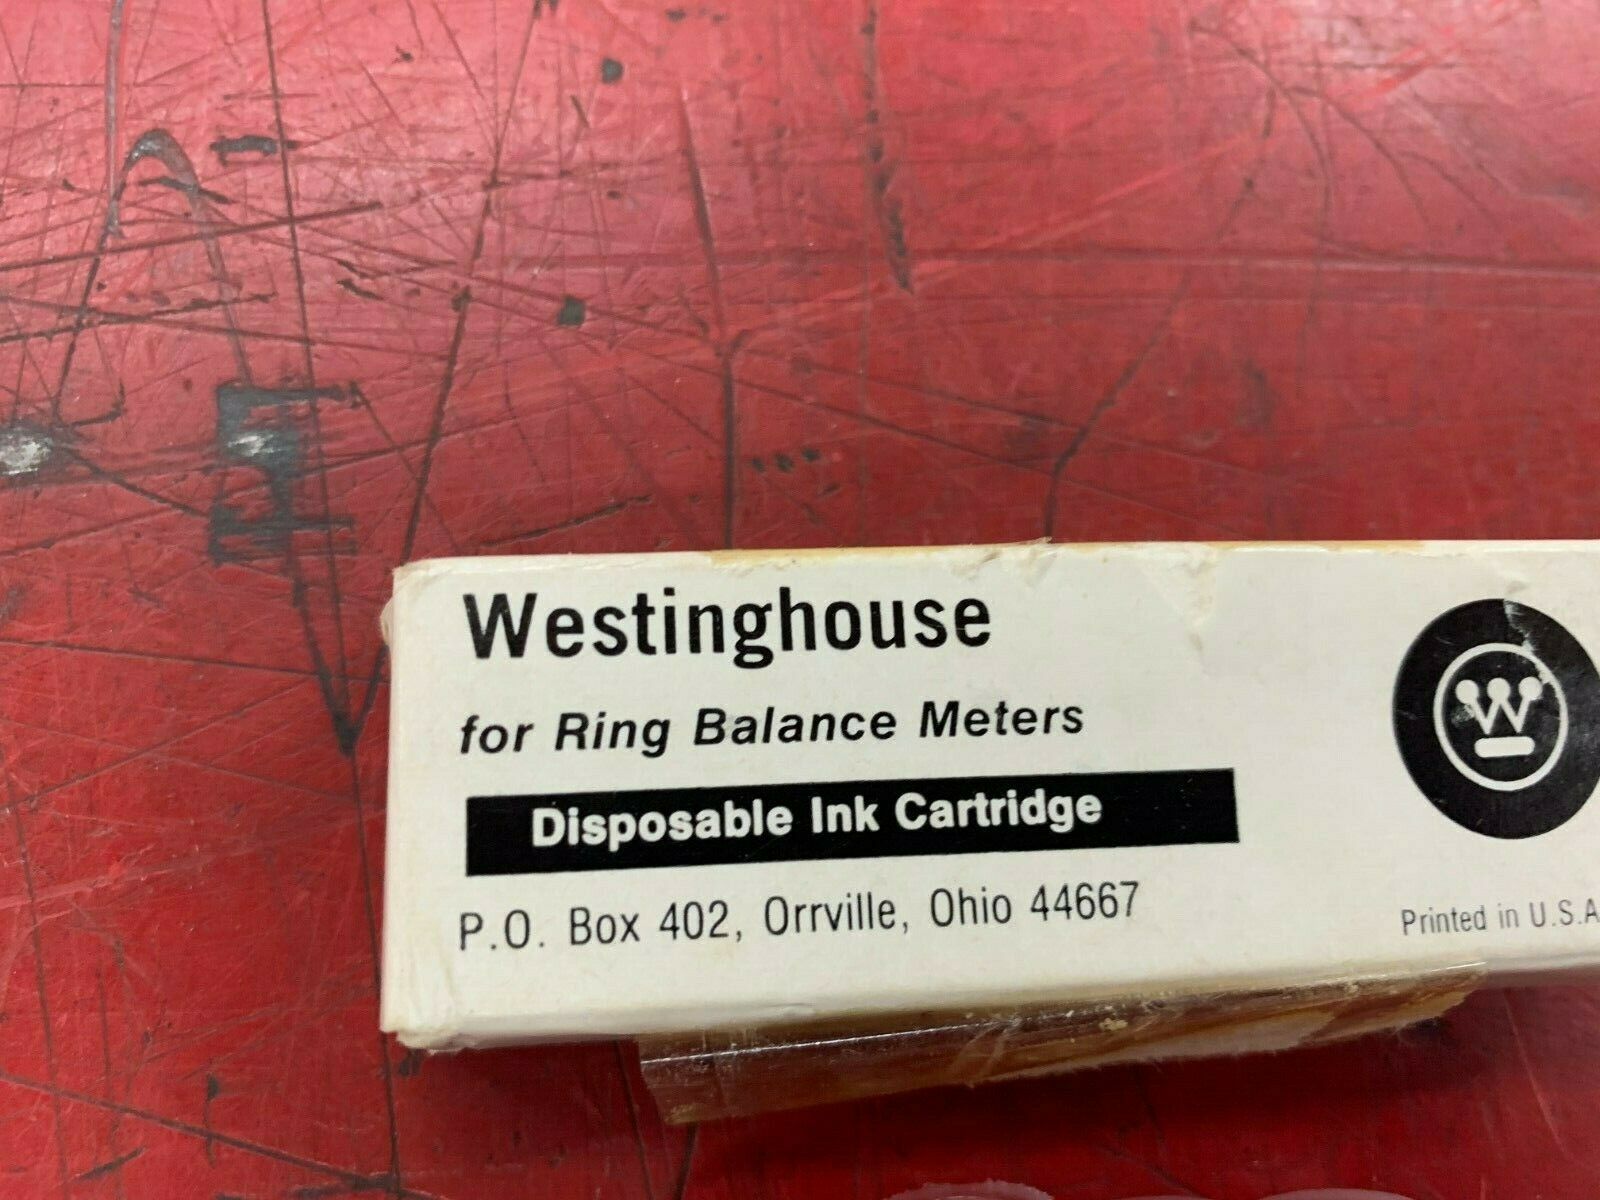 Westinghouse
for Ring Balance Meters
Disposable Ink Cartridge
P.O. Box 402, Orrville, Ohio 44667
W
Printed in U.S.A